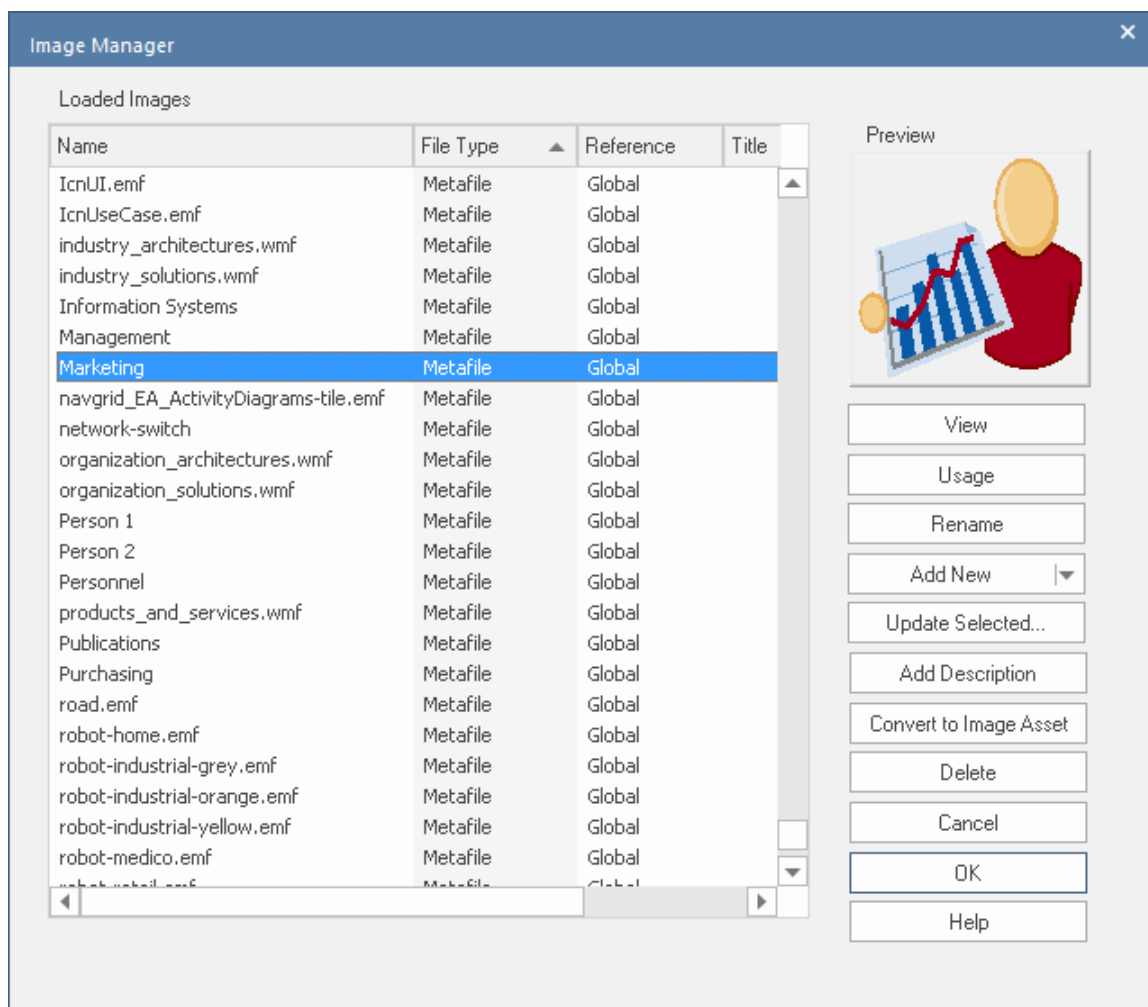 Image Manager
Loaded Images
Name File Type Reference Title
IcnUI.emf Metafile Global
IcnUseCase.emf Metafile Global
industry_architectures.wmf Metafile Global
industry_solutions.wmf Metafile Global
Information Systems Metafile Global
Management Metafile Global
Marketing Metafile Global
navgrid_EA_ActivityDiagrams-tile.emf Metafile Global
network-switch Metafile Global
organization_architectures.wmf Metafile Global
organization_solutions.wmf Metafile Global
Person 1 Metafile Global
Person 2 Metafile Global
Personnel Metafile Global
products_and_services.wmf Metafile Global
Publications Metafile Global
Purchasing Metafile Global
road.emf Metafile Global
robot-home.emf Metafile Global
robot-industrial-grey.emf Metafile Global
robot-industrial-orange.emf Metafile Global
robot-industrial-yellow.emf Metafile Global
robot-medico.emf Metafile Global
Preview
View
Usage
Rename
Add New
Update Selected...
Add Description
Convert to Image Asset
Delete
Cancel
OK
Help